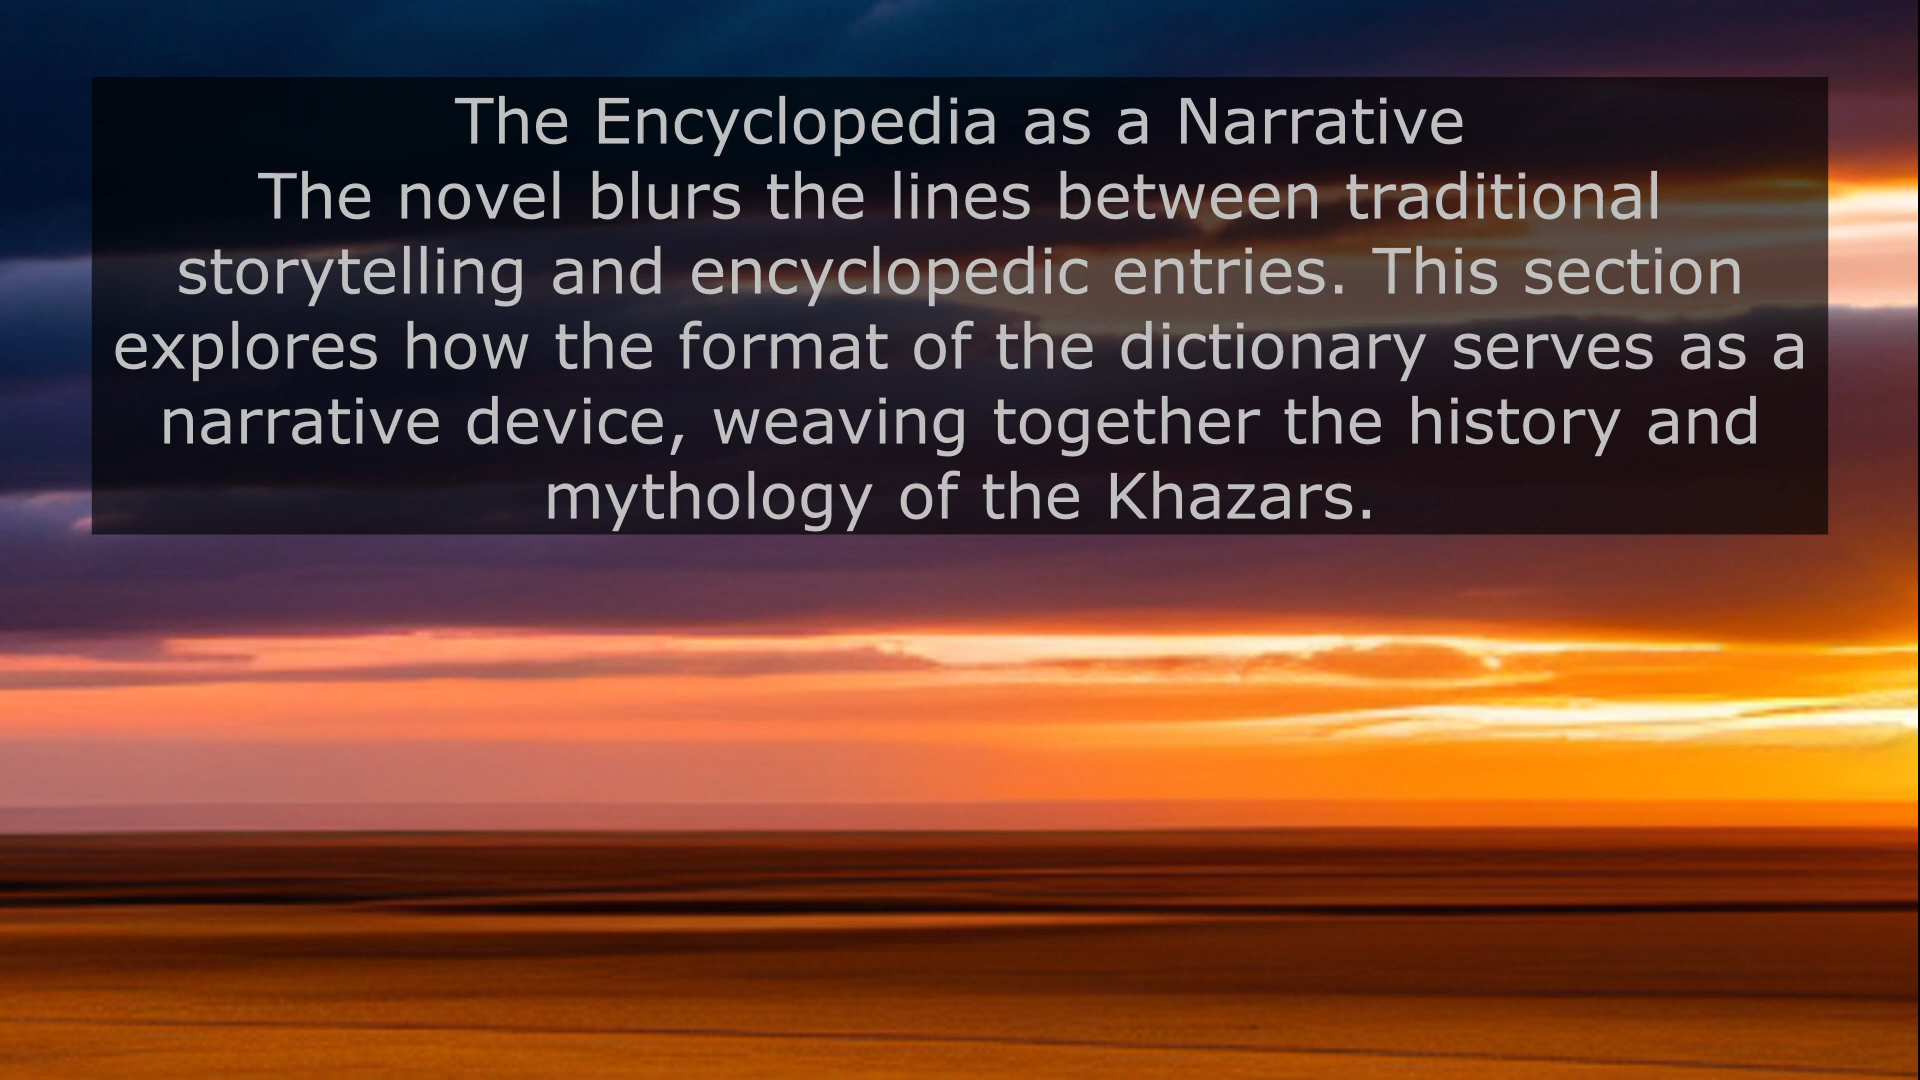 The Encyclopedia as a Narrative
The novel blurs the lines between traditional
storytelling and encyclopedic entries. This section
explores how the format of the dictionary serves as a
narrative device, weaving together the history and
mythology of the Khazars.